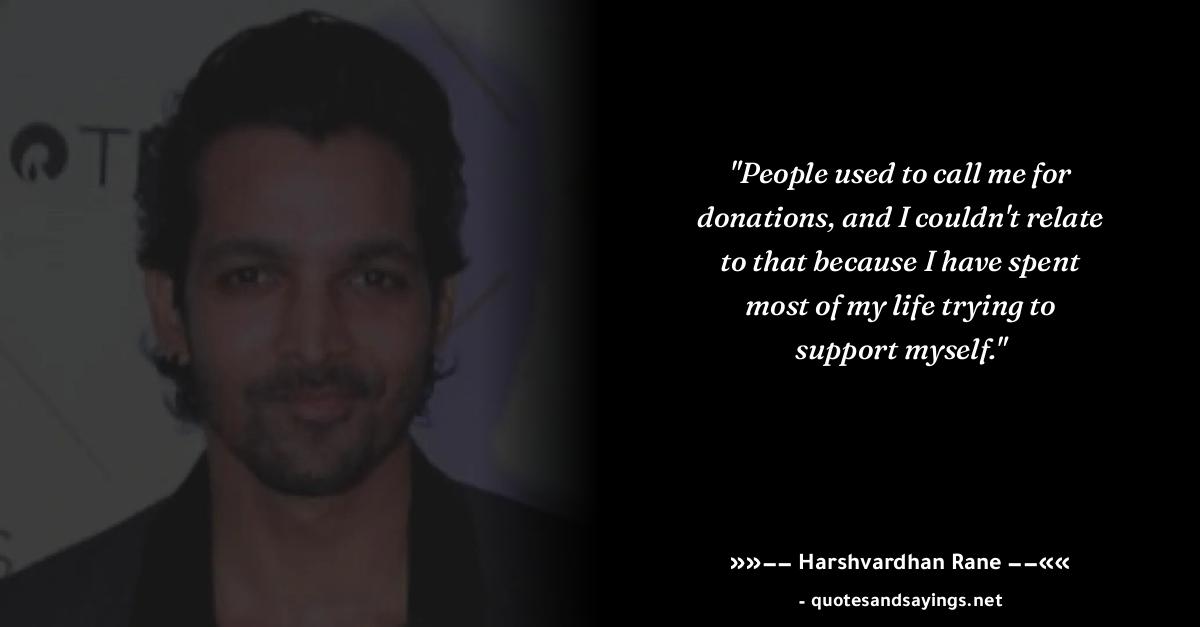 T
"People used to call me for
donations, and I couldn't relate
to that because I have spent
most of my life trying to
support myself."
S
»»−− Harshvardhan Rane −−««
- quotesandsayings.net